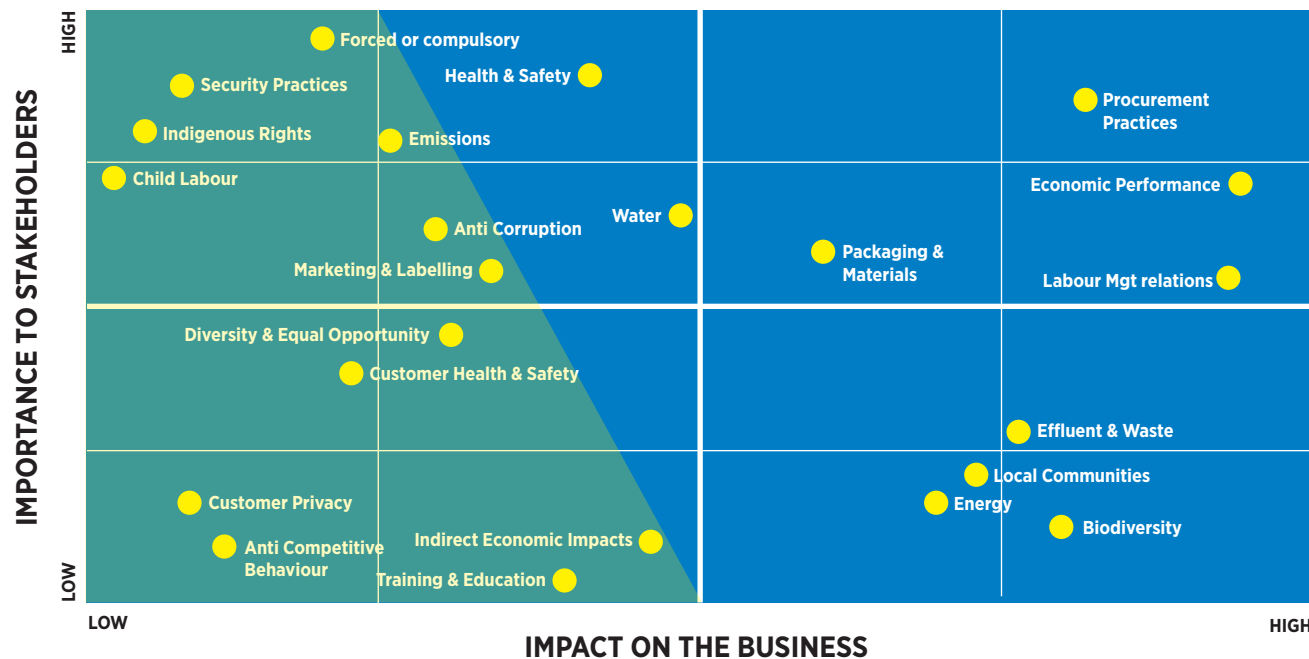 HIGH
IMPORTANCE TO STAKEHOLDERS
LOW
Forced or compulsory
Health & Safety
Security Practices
Procurement
Practices
Indigenous Rights
Emissions
Child Labour
Economic Performance
Water
Anti Corruption
Packaging &
Materials
Marketing & Labelling
Labour Mgt relations
Diversity & Equal Opportunity
Customer Health & Safety
Effluent & Waste
Local Communities
Customer Privacy
Energy
Biodiversity
Indirect Economic Impacts
Anti Competitive
Behaviour
Training & Education
LOW
HIGH
IMPACT ON THE BUSINESS